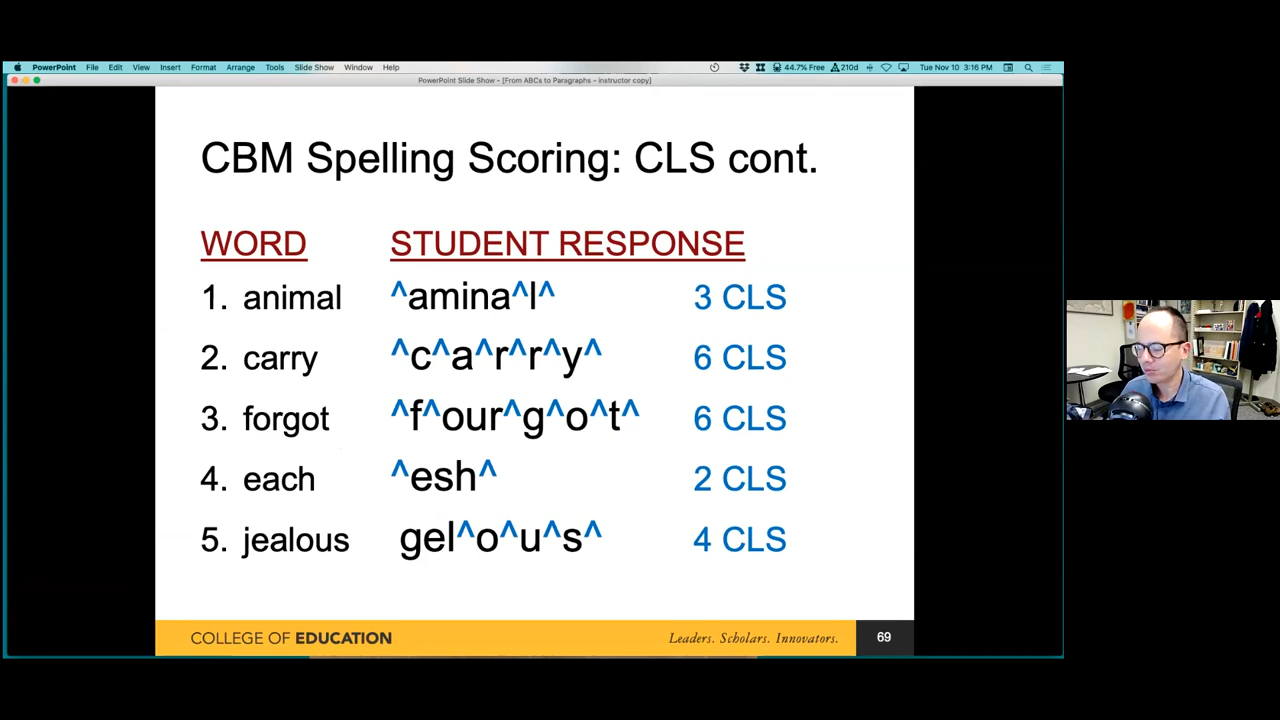 PowerPoint File Edit View Insert Format Arrange Tools Slide Show Window Help 44.7% Free 210d Tue Nov 10 3:16 PM
PowerPoint Slide Show - [From ABCs to Paragraphs - instructor copy]
CBM Spelling Scoring: CLS cont.
WORD STUDENT RESPONSE
1. animal ^amina^l^ 3 CLS
2. carry ^c^a^r^r^y^ 6 CLS
3. forgot ^f^our^g^o^t^ 6 CLS
4. each ^esh^ 2 CLS
5. jealous gel^o^u^s^ 4 CLS
COLLEGE OF EDUCATION Leaders. Scholars. Innovators. 69